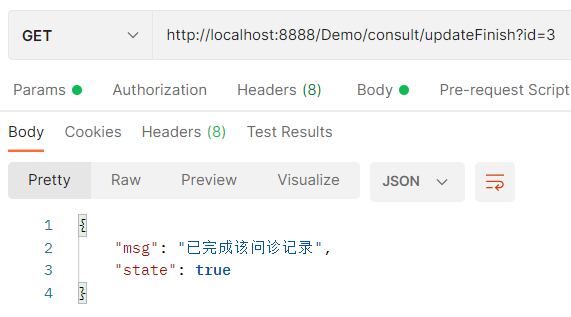 GET http://localhost:8888/Demo/consult/updateFinish?id=3
Params Authorization Headers (8) Body Pre-request Script
Body Cookies Headers (8) Test Results
Pretty Raw Preview Visualize JSON
1 {
2 "msg": "已完成该问诊记录",
3 "state": true
4 }